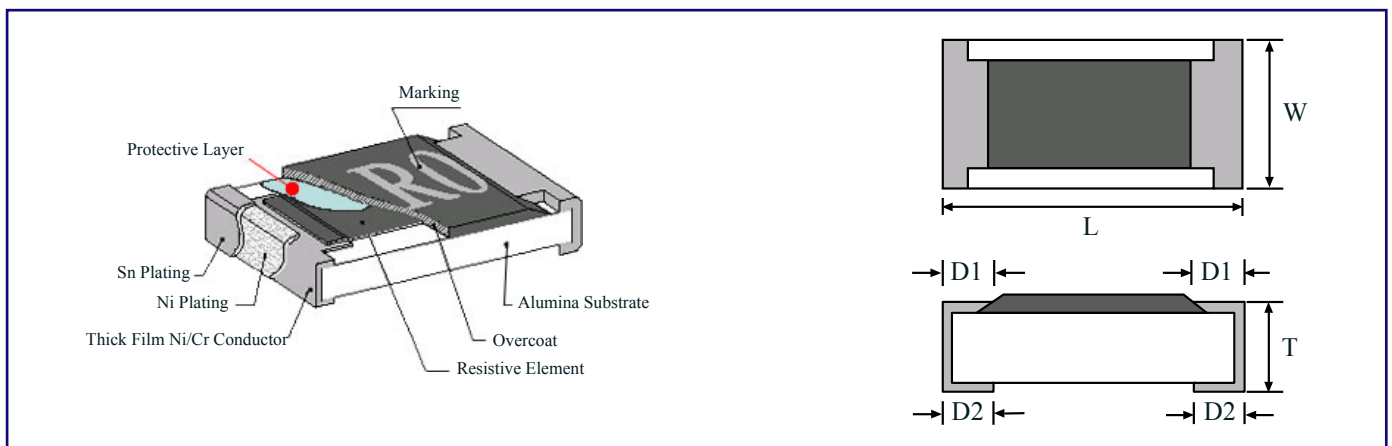 Marking
Protective Layer
R0
Sn Plating
Ni Plating
Thick Film Ni/Cr Conductor
Alumina Substrate
Overcoat
Resistive Element
W
L
D1
D1
T
D2
D2